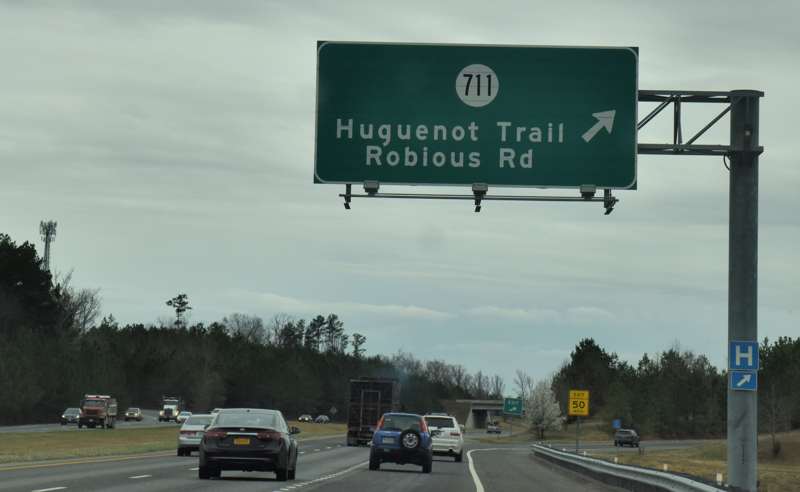 711
Huguenot Trail
Robious Rd
H
EXIT
50